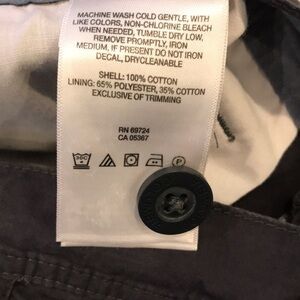 MACHINE WASH COLD GENTLE, WITH
LIKE COLORS, NON-CHLORINE BLEACH
WHEN NEEDED, TUMBLE DRY LOW.
REMOVE PROMPTLY, IRON
MEDIUM. IF PRESENT DO NOT IRON
DECAL, DRYCLEANABLE
SHELL: 100% COTTON
LINING: 65% POLYESTER, 35% COTTON
EXCLUSIVE OF TRIMMING
RN 69724
CA 05367